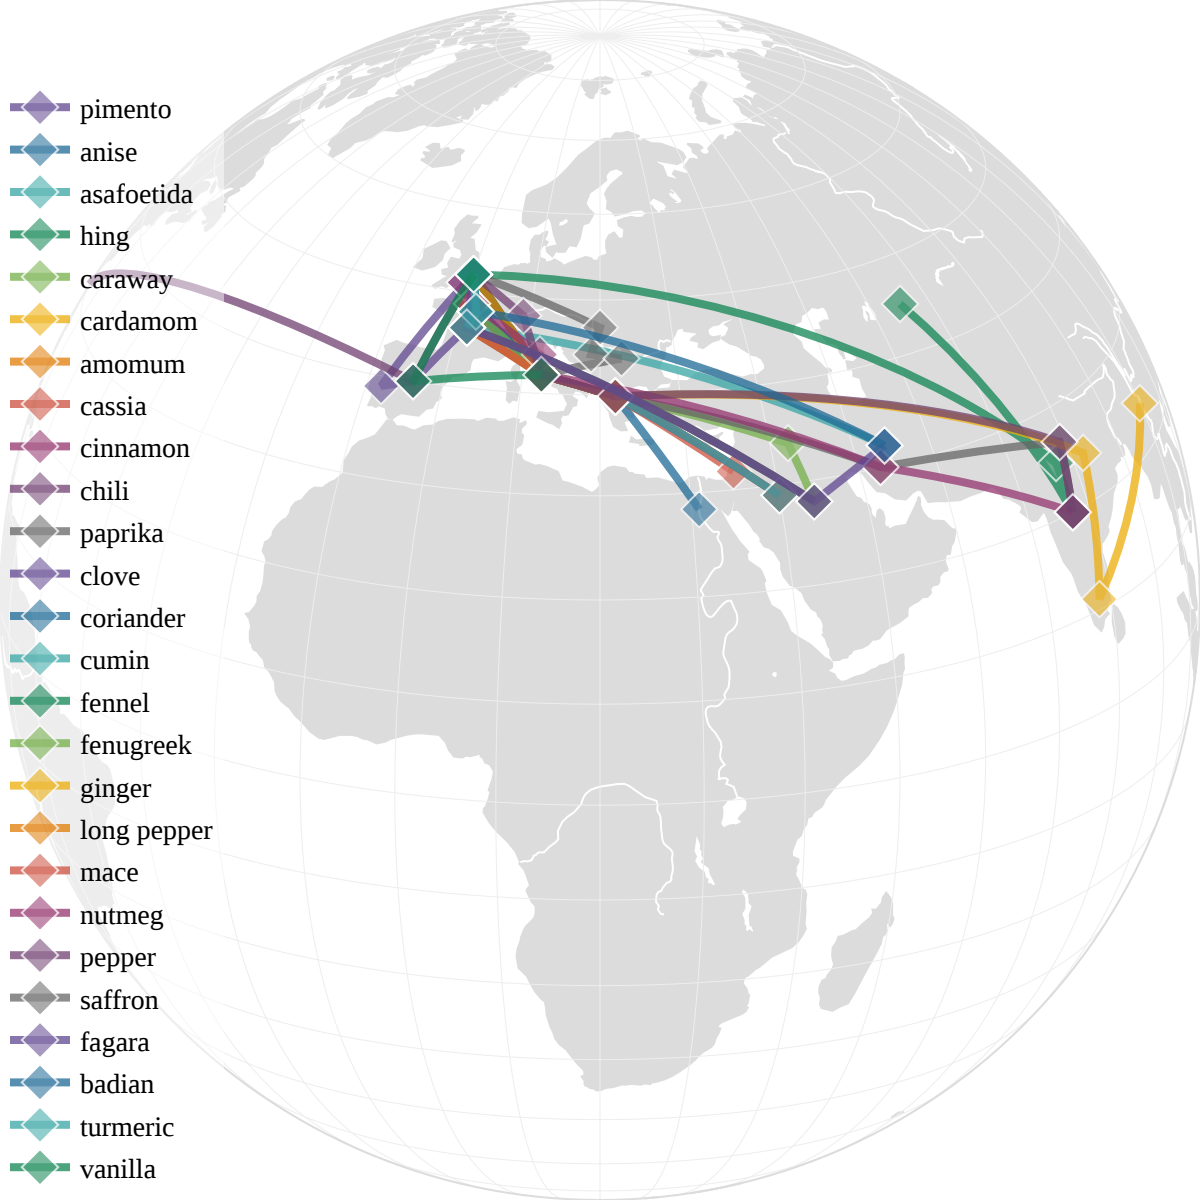 pimento
anise
asafoetida
hing
caraway
cardamom
amomum
cassia
cinnamon
chili
paprika
clove
coriander
cumin
fennel
fenugreek
ginger
long pepper
mace
nutmeg
pepper
saffron
fagara
badian
turmeric
vanilla